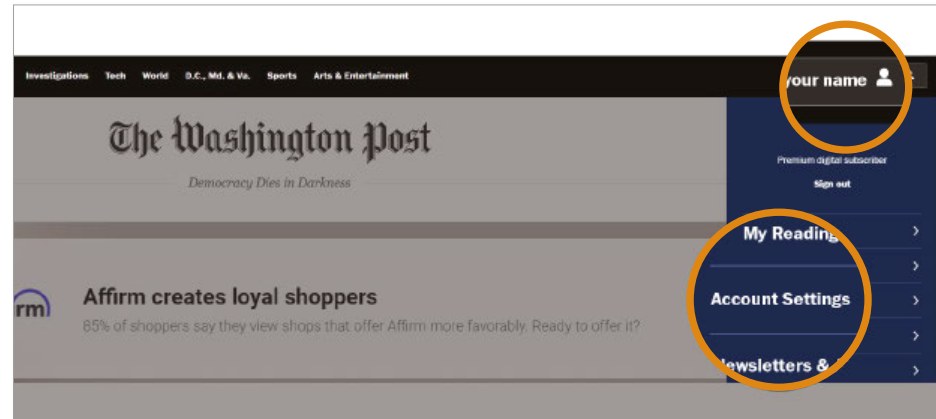 Investigations Tech World D.C., Md. & Va. Sports Arts & Entertainment
your name
The Washington Post
Democracy Dies in Darkness
Premium digital subscriber
Sign out
My Reading
Account Settings
Newsletters &
rm
Affirm creates loyal shoppers
85% of shoppers say they view shops that offer Affirm more favorably. Ready to offer it?